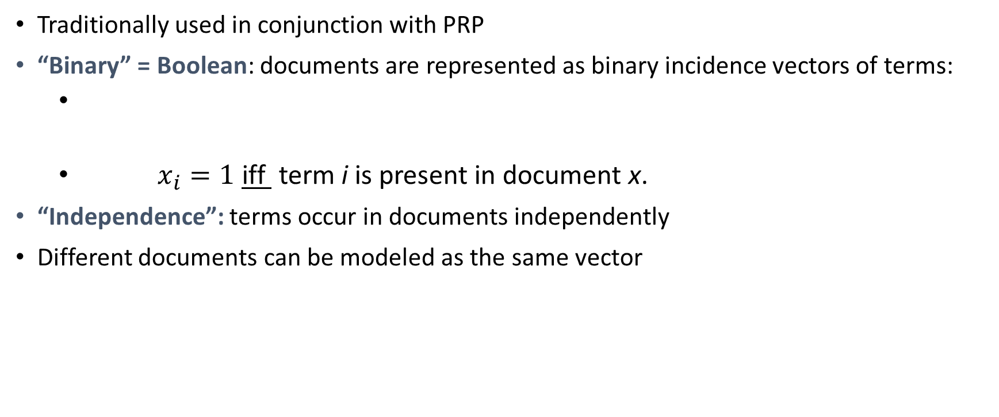 • Traditionally used in conjunction with PRP
• “Binary” = Boolean: documents are represented as binary incidence vectors of terms:
•
• 𝑥ᵢ = 1 iff term i is present in document x.
• “Independence”: terms occur in documents independently
• Different documents can be modeled as the same vector